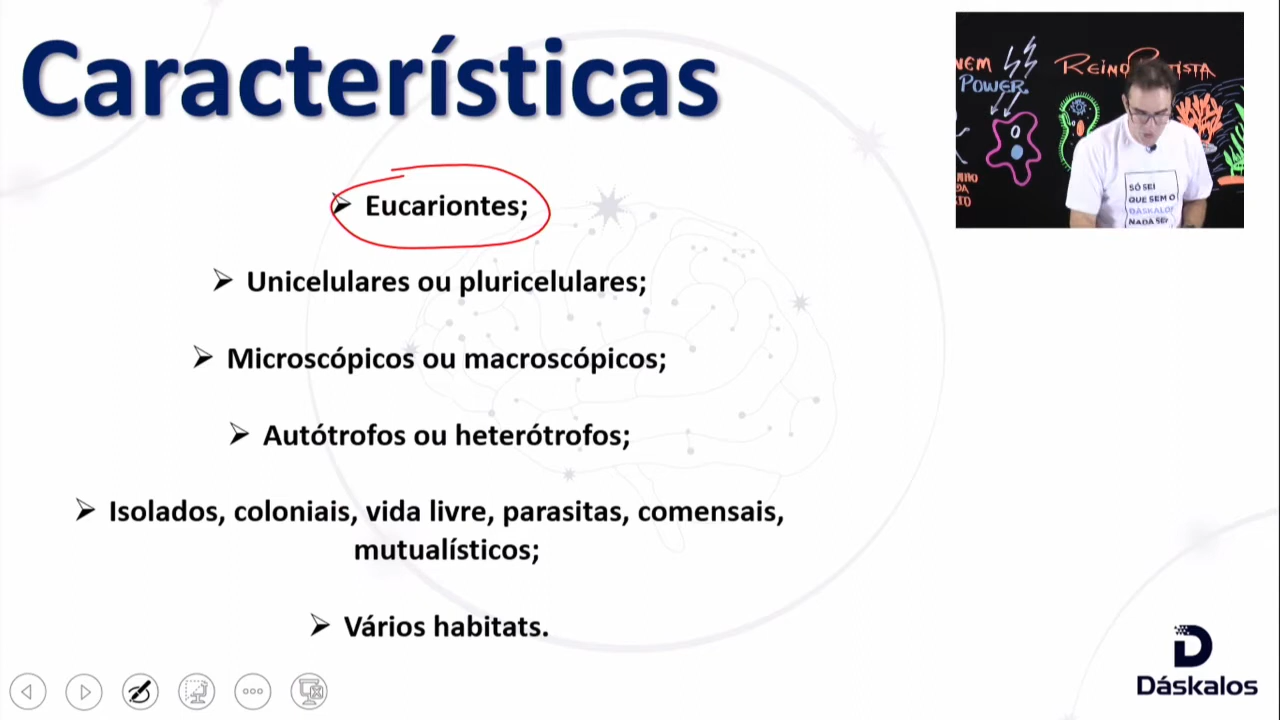 Características
➢ Eucariontes;
➢ Unicelulares ou pluricelulares;
➢ Microscópicos ou macroscópicos;
➢ Autótrofos ou heterótrofos;
➢ Isolados, coloniais, vida livre, parasitas, comensais,
mutualísticos;
➢ Vários habitats.
POWER
REINO
SÓ SEI
QUE SEM O
DÁSKALOS
NADA SEI
Dáskalos